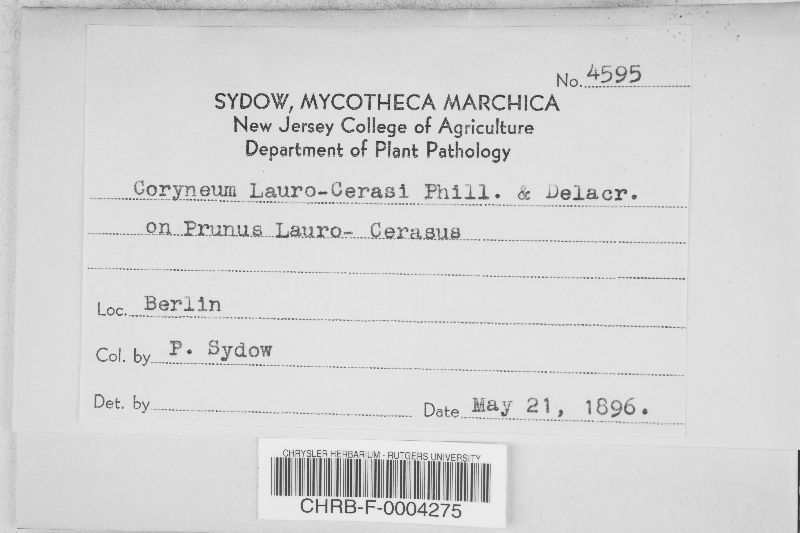 No. 4595
SYDOW, MYCOTHECA MARCHICA
New Jersey College of Agriculture
Department of Plant Pathology
Coryneum Lauro-Cerasi Phill. & Delacr.
on Prunus Lauro- Cerasus
Loc. Berlin
Col. by P. Sydow
Det. by
Date May 21, 1896.
CHRYSLER HERBARIUM - RUTGERS UNIVERSITY
CHRB-F-0004275